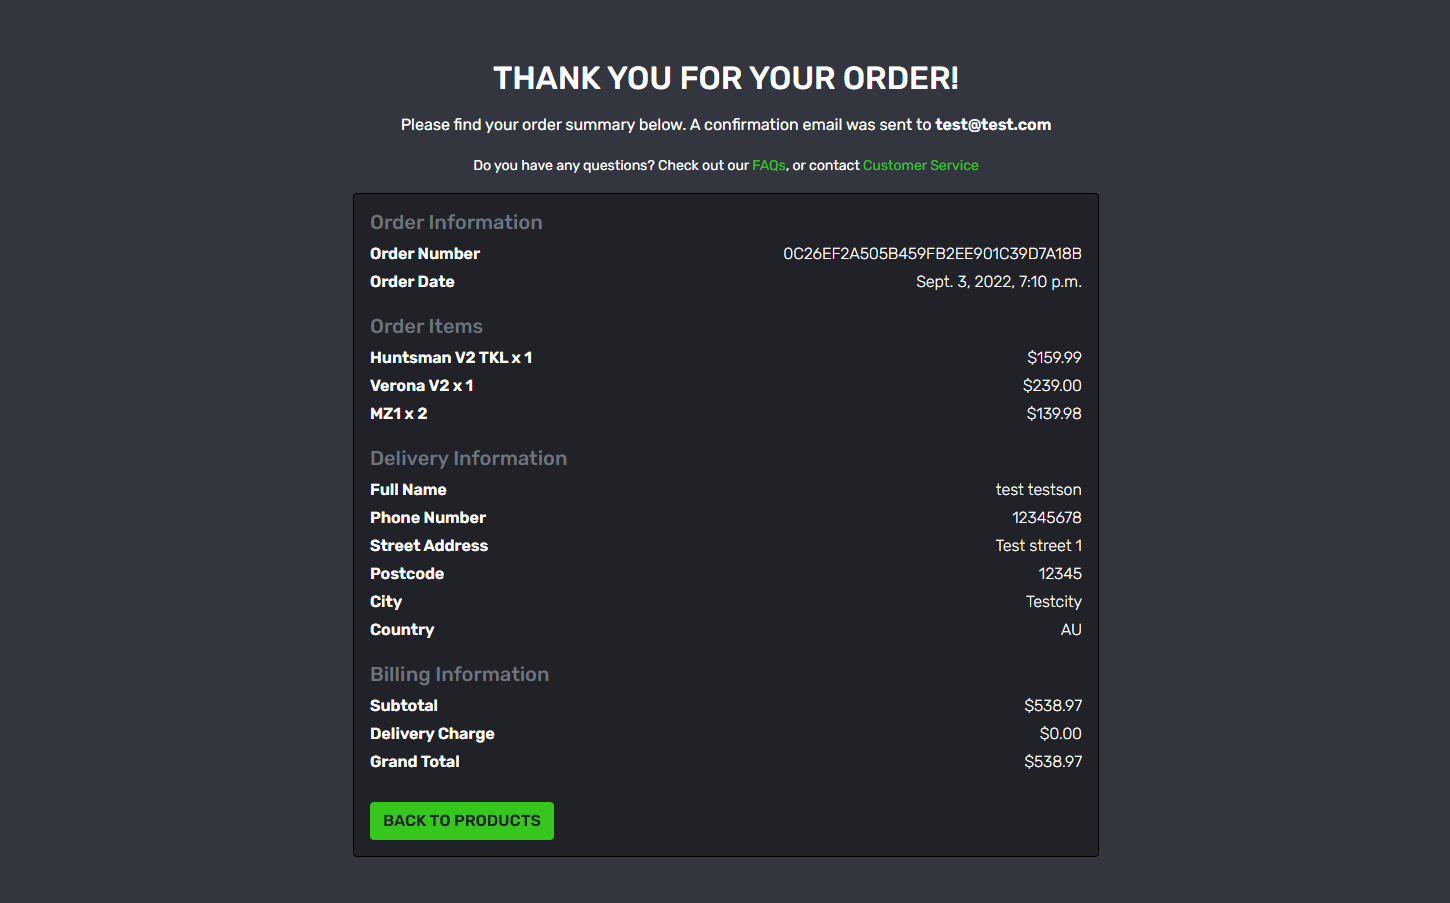 THANK YOU FOR YOUR ORDER!
Please find your order summary below. A confirmation email was sent to test@test.com
Do you have any questions? Check out our FAQs, or contact Customer Service
Order Information
Order Number 0C26EF2A505B459FB2EE901C39D7A18B
Order Date Sept. 3, 2022, 7:10 p.m.
Order Items
Huntsman V2 TKL x 1 $159.99
Verona V2 x 1 $239.00
MZ1 x 2 $139.98
Delivery Information
Full Name test testson
Phone Number 12345678
Street Address Test street 1
Postcode 12345
City Testcity
Country AU
Billing Information
Subtotal $538.97
Delivery Charge $0.00
Grand Total $538.97
BACK TO PRODUCTS